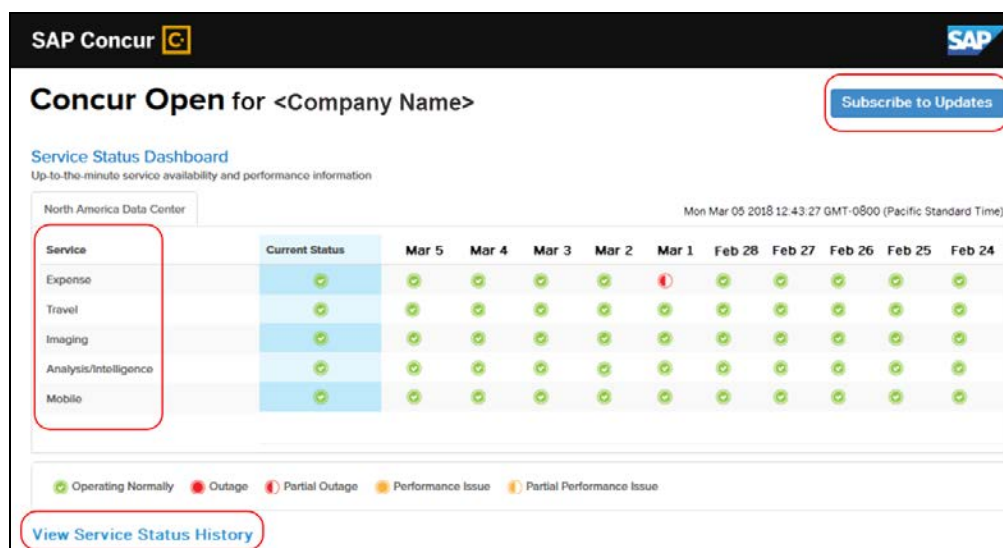 SAP Concur C
SAP
Concur Open for <Company Name>
Subscribe to Updates
Service Status Dashboard
Up-to-the-minute service availability and performance information
North America Data Center
Mon Mar 05 2018 12:43:27 GMT-0800 (Pacific Standard Time)
Service Current Status Mar 5 Mar 4 Mar 3 Mar 2 Mar 1 Feb 28 Feb 27 Feb 26 Feb 25 Feb 24
Expense
Travel
Imaging
Analysis/Intelligence
Mobile
Operating Normally Outage Partial Outage Performance Issue Partial Performance Issue
View Service Status History